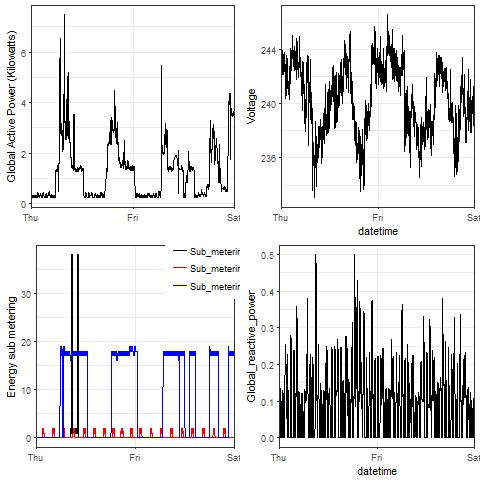 Global Active Power (Kilowatts)
6
4
2
0
Thu
Fri
Sat
Voltage
244
240
236
Thu
Fri
Sat
datetime
Energy sub metering
30
20
10
0
Thu
Fri
Sat
Sub_meterir
Sub_meterir
Sub_meterir
Global_reactive_power
0.5
0.4
0.3
0.2
0.1
0.0
Thu
Fri
Sat
datetime